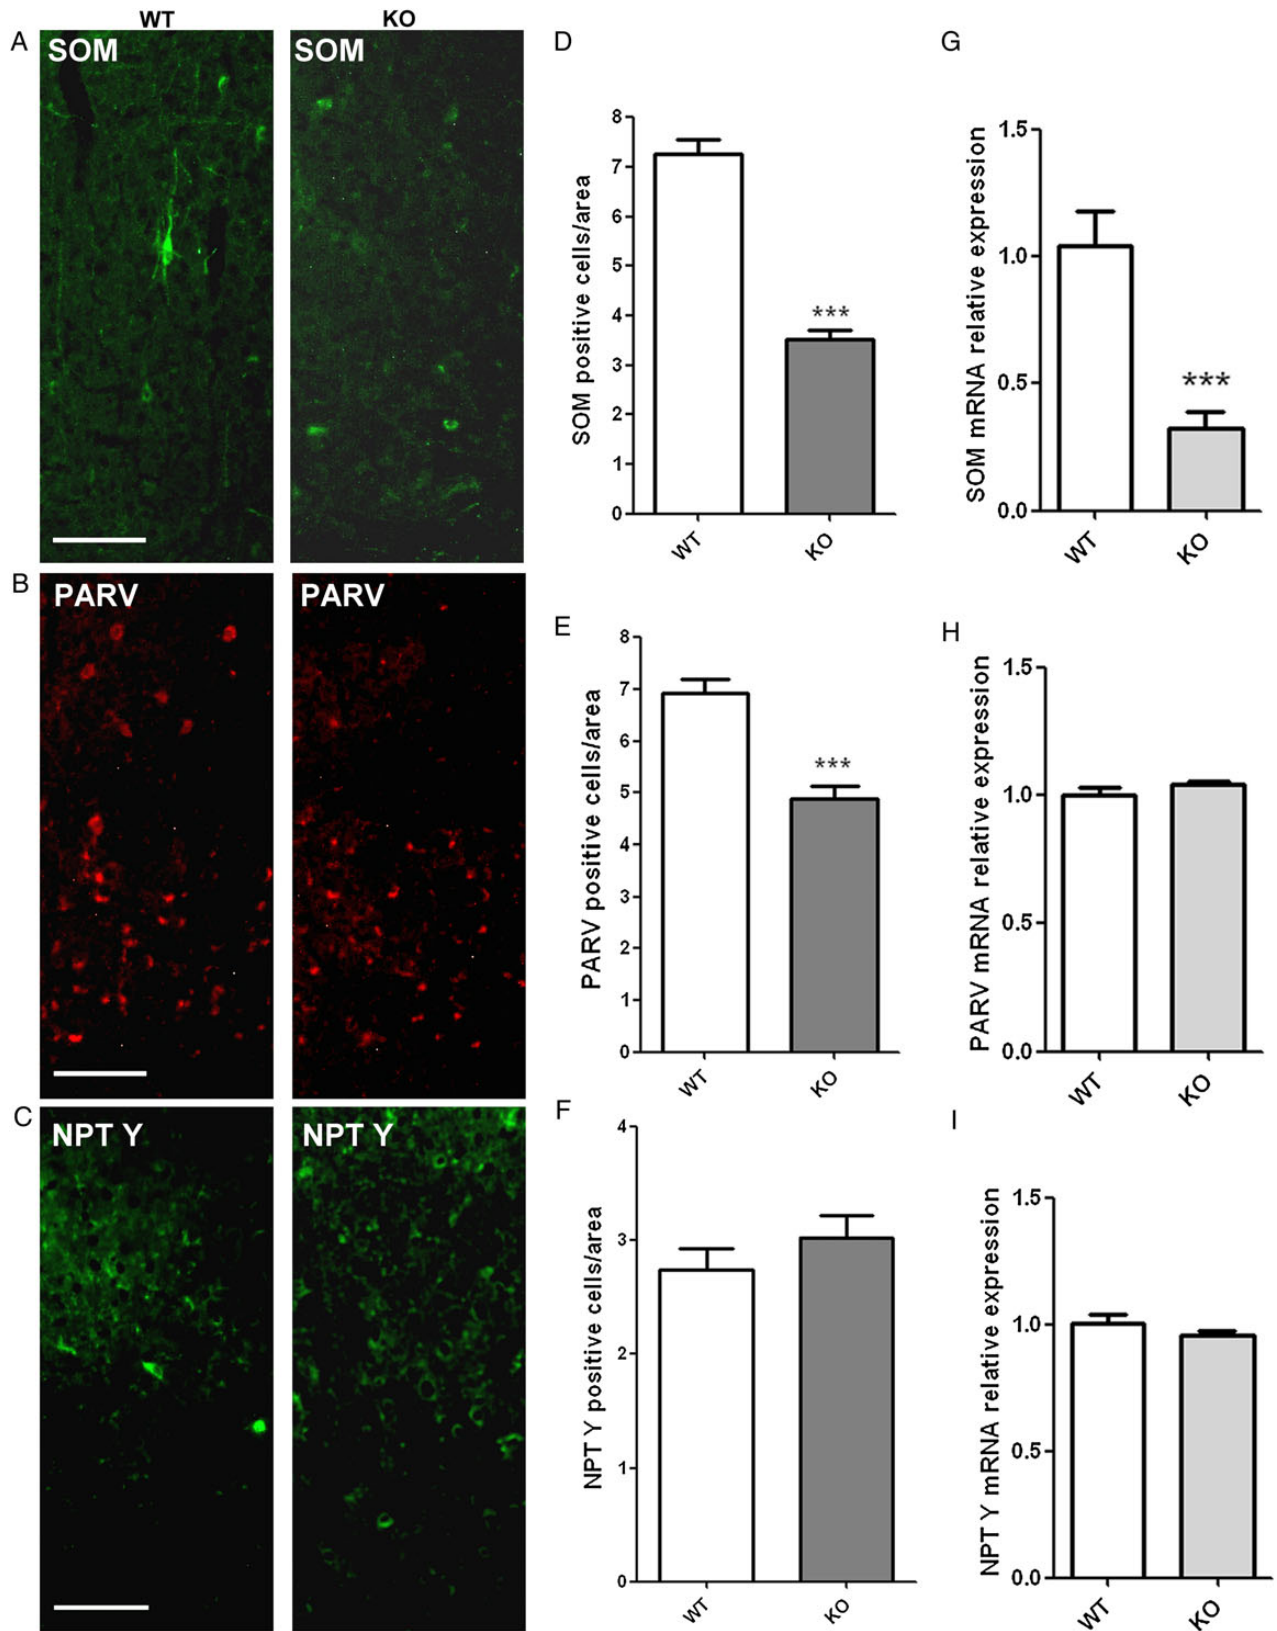 WT KO
A SOM SOM
D
8
7
6
5
4
3
2
1
0
SOM positive cells/area
***
WT KO
G
1.5
1.0
0.5
0.0
SOM mRNA relative expression
***
WT KO
B PARV PARV
E
8
7
6
5
4
3
2
1
0
PARV positive cells/area
***
WT KO
H
1.5
1.0
0.5
0.0
PARV mRNA relative expression
WT KO
C NPT Y NPT Y
F
4
3
2
1
0
NPT Y positive cells/area
WT KO
I
1.5
1.0
0.5
0.0
NPT Y mRNA relative expression
WT KO